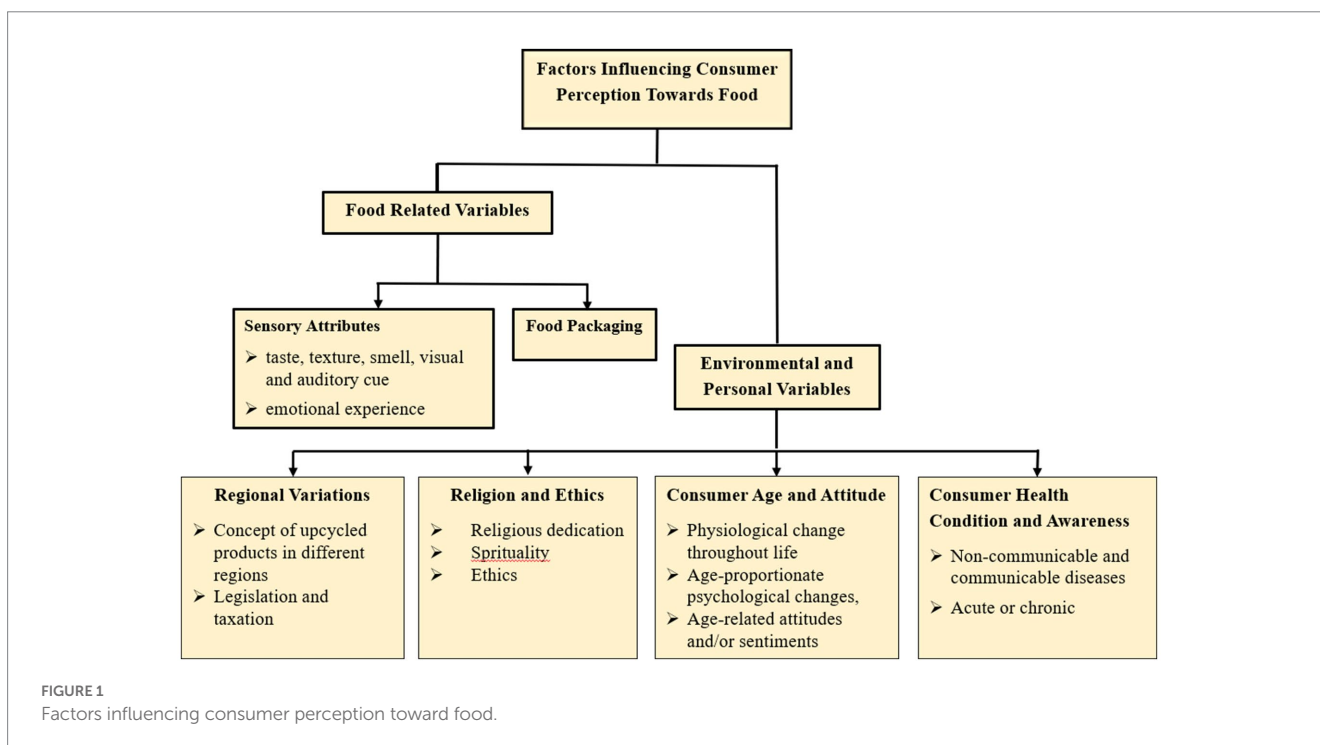 Factors Influencing Consumer
Perception Towards Food
Food Related Variables
Sensory Attributes
➢ taste, texture, smell, visual
and auditory cue
➢ emotional experience
Food Packaging
Environmental and
Personal Variables
Regional Variations
➢ Concept of upcycled
products in different
regions
➢ Legislation and
taxation
Religion and Ethics
➢ Religious dedication
➢ Sprituality
➢ Ethics
Consumer Age and Attitude
➢ Physiological change
throughout life
➢ Age-proportionate
psychological changes,
➢ Age-related attitudes
and/or sentiments
Consumer Health
Condition and Awareness
➢ Non-communicable and
communicable diseases
➢ Acute or chronic
FIGURE 1
Factors influencing consumer perception toward food.